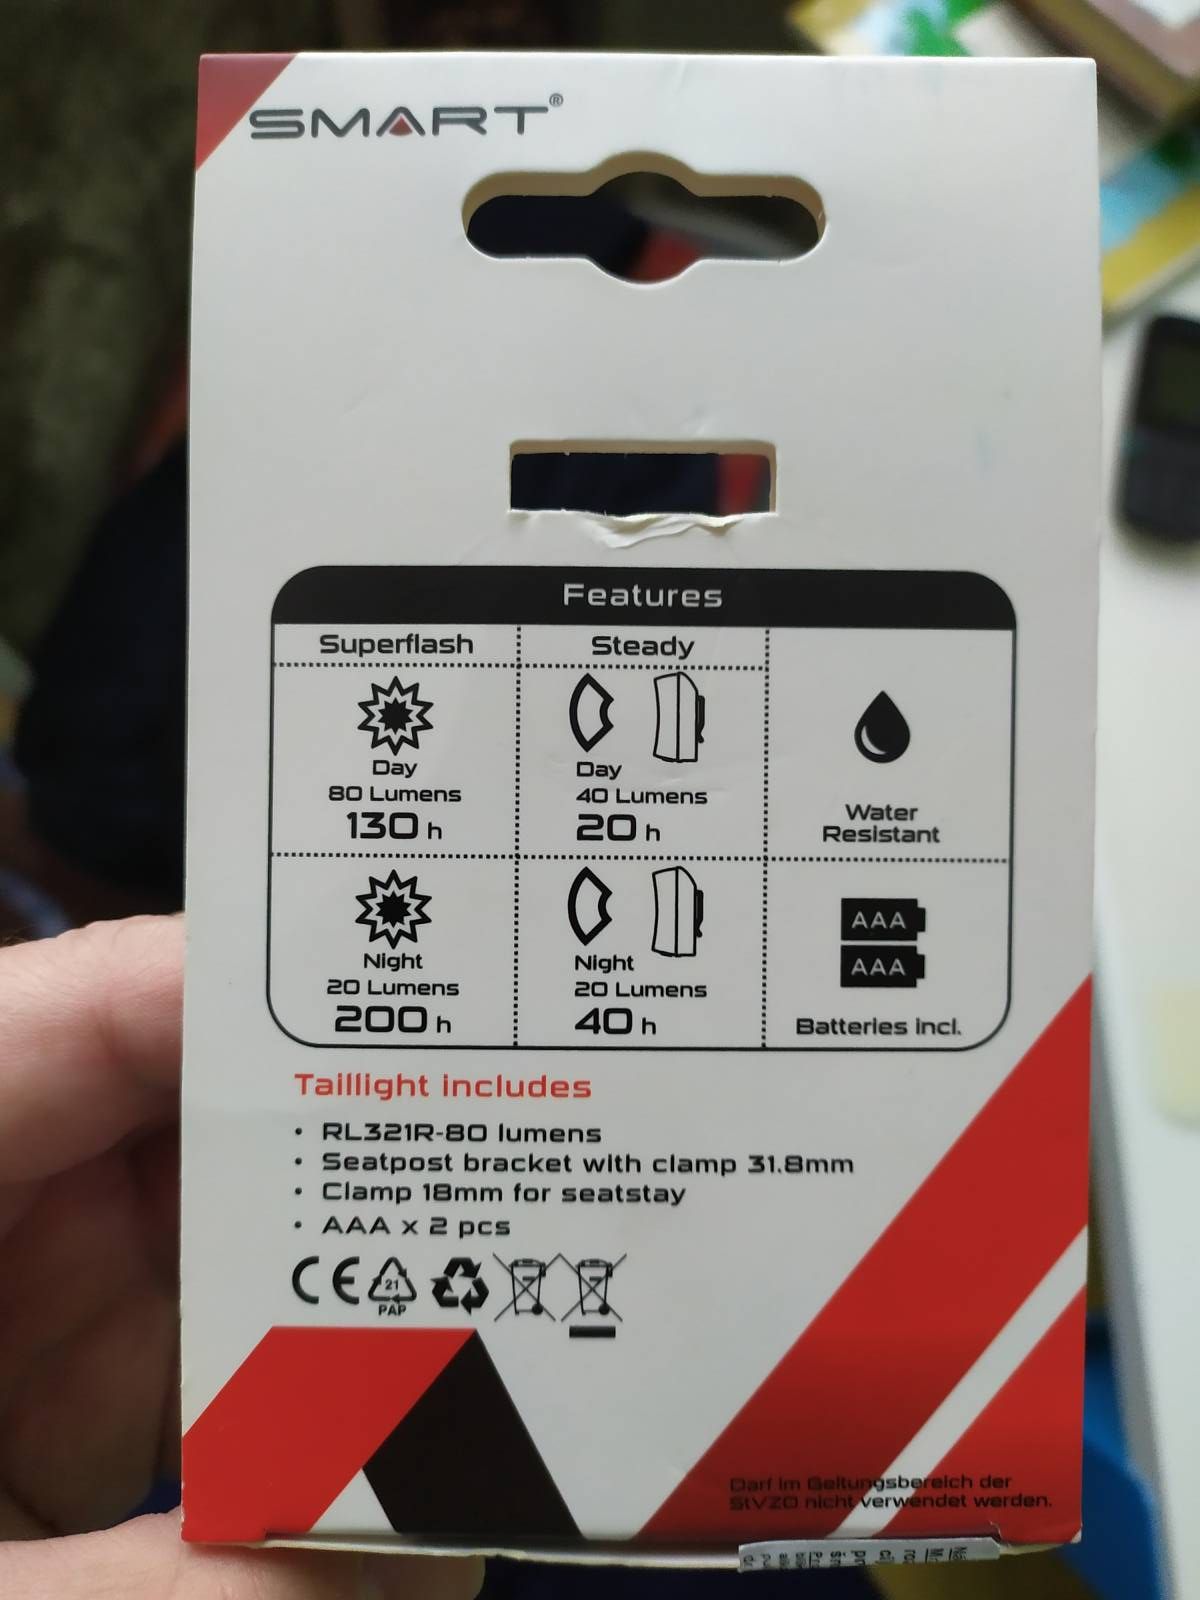 SMART®
Features
Superflash
Steady
Day
80 Lumens
130 h
Day
40 Lumens
20 h
Water
Resistant
Night
20 Lumens
200 h
Night
20 Lumens
40 h
AAA
AAA
Batteries incl.
Taillight includes
• RL321R-80 lumens
• Seatpost bracket with clamp 31.8mm
• Clamp 18mm for seatstay
• AAA x 2 pcs
CE
21
PAP
Darf im Geltungsbereich der
StVZO nicht verwendet werden.